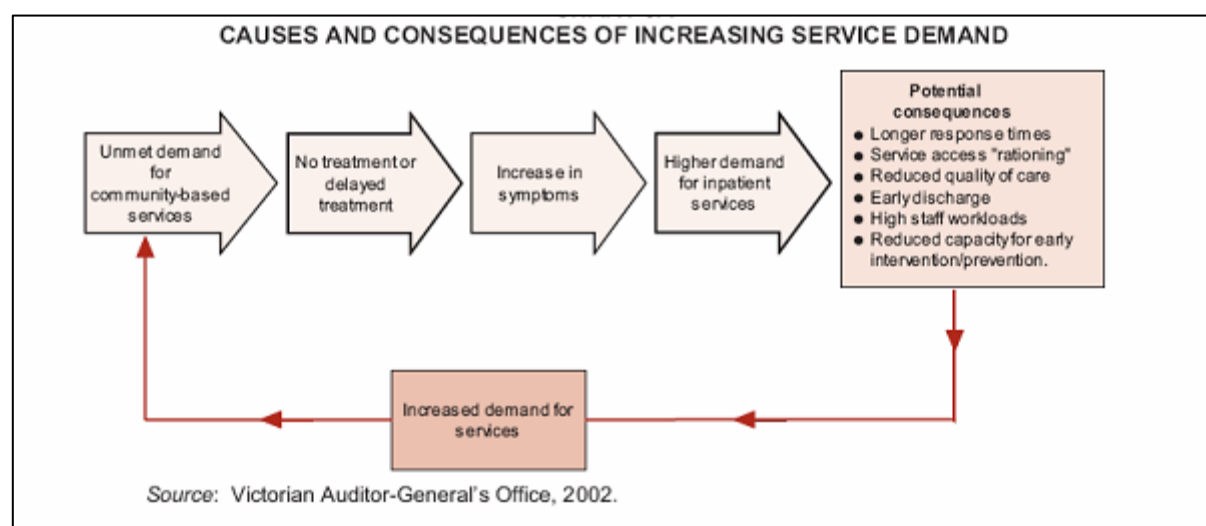 CAUSES AND CONSEQUENCES OF INCREASING SERVICE DEMAND
Unmet demand
for
community-based
services
No treatment or
delayed
treatment
Increase in
symptoms
Higher demand
for inpatient
services
Potential
consequences
● Longer response times
● Service access "rationing"
● Reduced quality of care
● Early discharge
● High staff workloads
● Reduced capacity for early
intervention/prevention.
Increased demand for
services
Source: Victorian Auditor-General's Office, 2002.